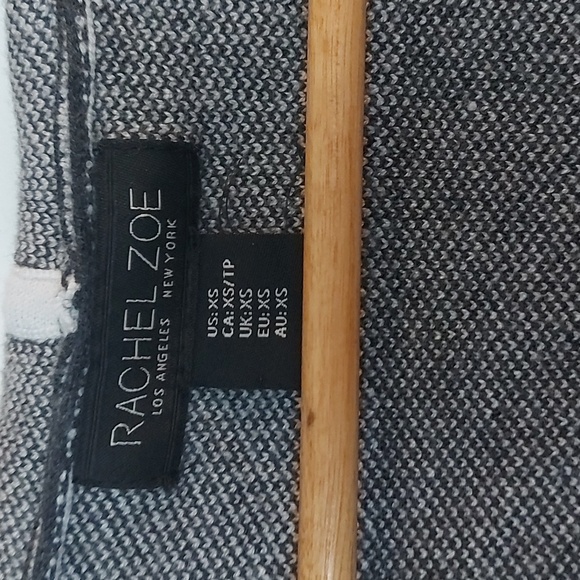 RACHEL ZOE
LOS ANGELES NEW YORK
US: XS
CA: XS/TP
UK: XS
EU: XS
AU: XS